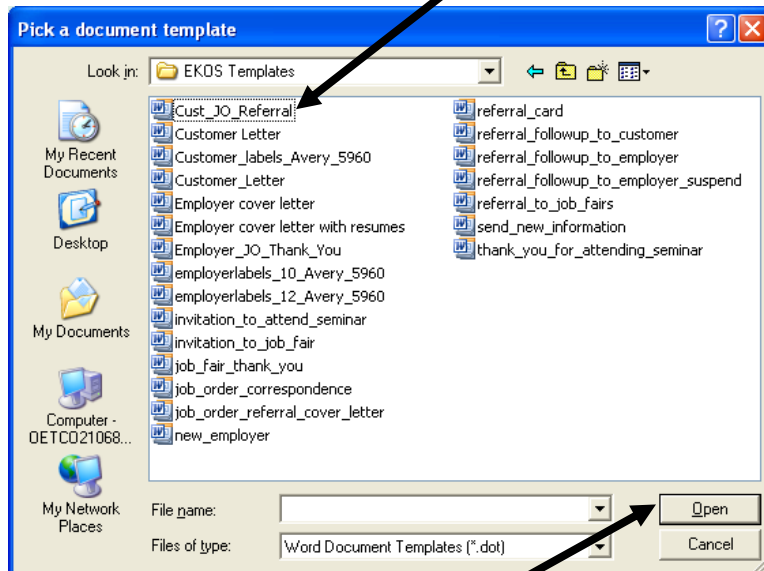 Pick a document template
Look in: EKOS Templates
My Recent Documents
Desktop
My Documents
Computer - OETC021068...
My Network Places
Cust_JO_Referral
Customer Letter
Customer_labels_Avery_5960
Customer_Letter
Employer cover letter
Employer cover letter with resumes
Employer_JO_Thank_You
employerlabels_10_Avery_5960
employerlabels_12_Avery_5960
invitation_to_attend_seminar
invitation_to_job_fair
job_fair_thank_you
job_order_correspondence
job_order_referral_cover_letter
new_employer
referral_card
referral_followup_to_customer
referral_followup_to_employer
referral_followup_to_employer_suspend
referral_to_job_fairs
send_new_information
thank_you_for_attending_seminar
File name:
Open
Files of type: Word Document Templates (*.dot)
Cancel